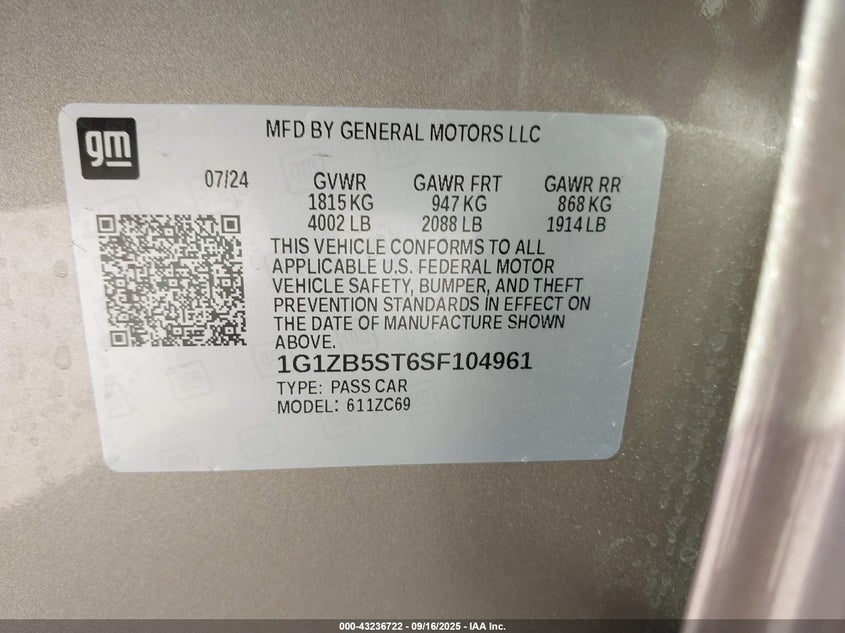 gm
MFD BY GENERAL MOTORS LLC
07/24 GVWR GAWR FRT GAWR RR
1815 KG 947 KG 868 KG
4002 LB 2088 LB 1914 LB
THIS VEHICLE CONFORMS TO ALL
APPLICABLE U.S. FEDERAL MOTOR
VEHICLE SAFETY, BUMPER, AND THEFT
PREVENTION STANDARDS IN EFFECT ON
THE DATE OF MANUFACTURE SHOWN
ABOVE.
1G1ZB5ST6SF104961
TYPE: PASS CAR
MODEL: 611ZC69
000-43236722 - 09/16/2025 - IAA Inc.